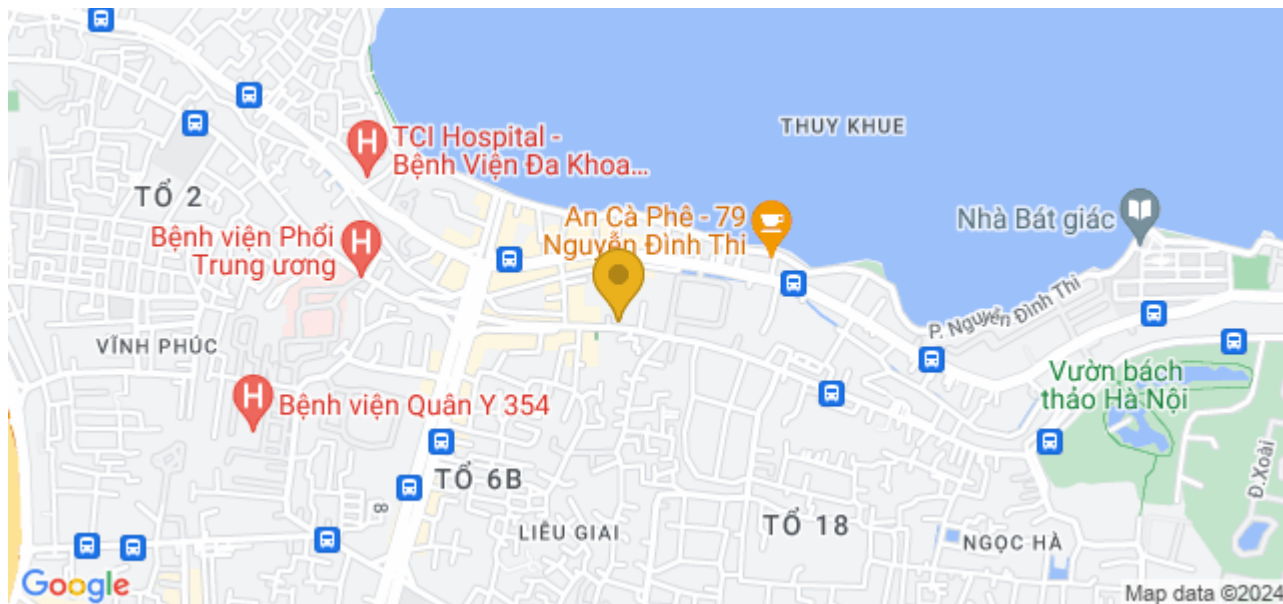 THUY KHUE
TCI Hospital -
Bệnh Viện Đa Khoa...
TỔ 2
An Cà Phê - 79
Nguyễn Đình Thi
Nhà Bát giác
Bệnh viện Phổi
Trung ương
P. Nguyễn Đình Thi
VĨNH PHÚC
Vườn bách
thảo Hà Nội
Bệnh viện Quân Y 354
TỔ 6B
Đ.Xoài
8
LIỄU GIAI
TỔ 18
NGỌC HÀ
Google
Map data ©2024